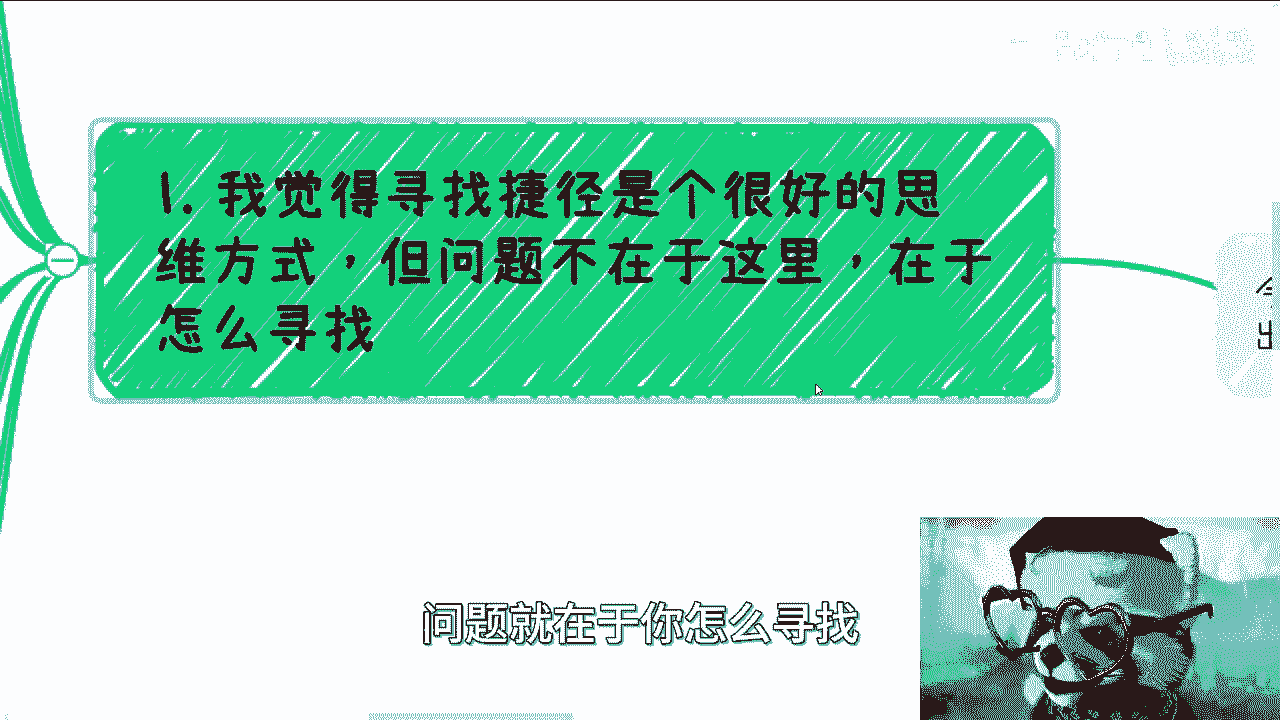 1. 我觉得寻找捷径是个很好的思
维方式，但问题不在于这里，在于
怎么寻找
问题就在于你怎么寻找